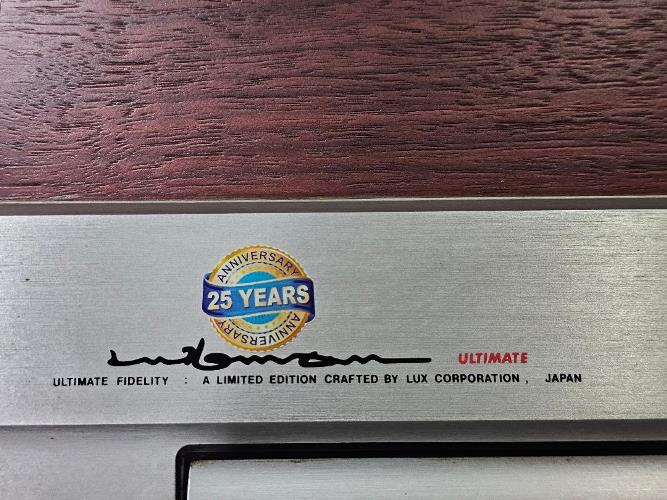 ANNIVERSARY
25 YEARS
ANNIVERSARY
ULTIMATE
ULTIMATE FIDELITY : A LIMITED EDITION CRAFTED BY LUX CORPORATION, JAPAN